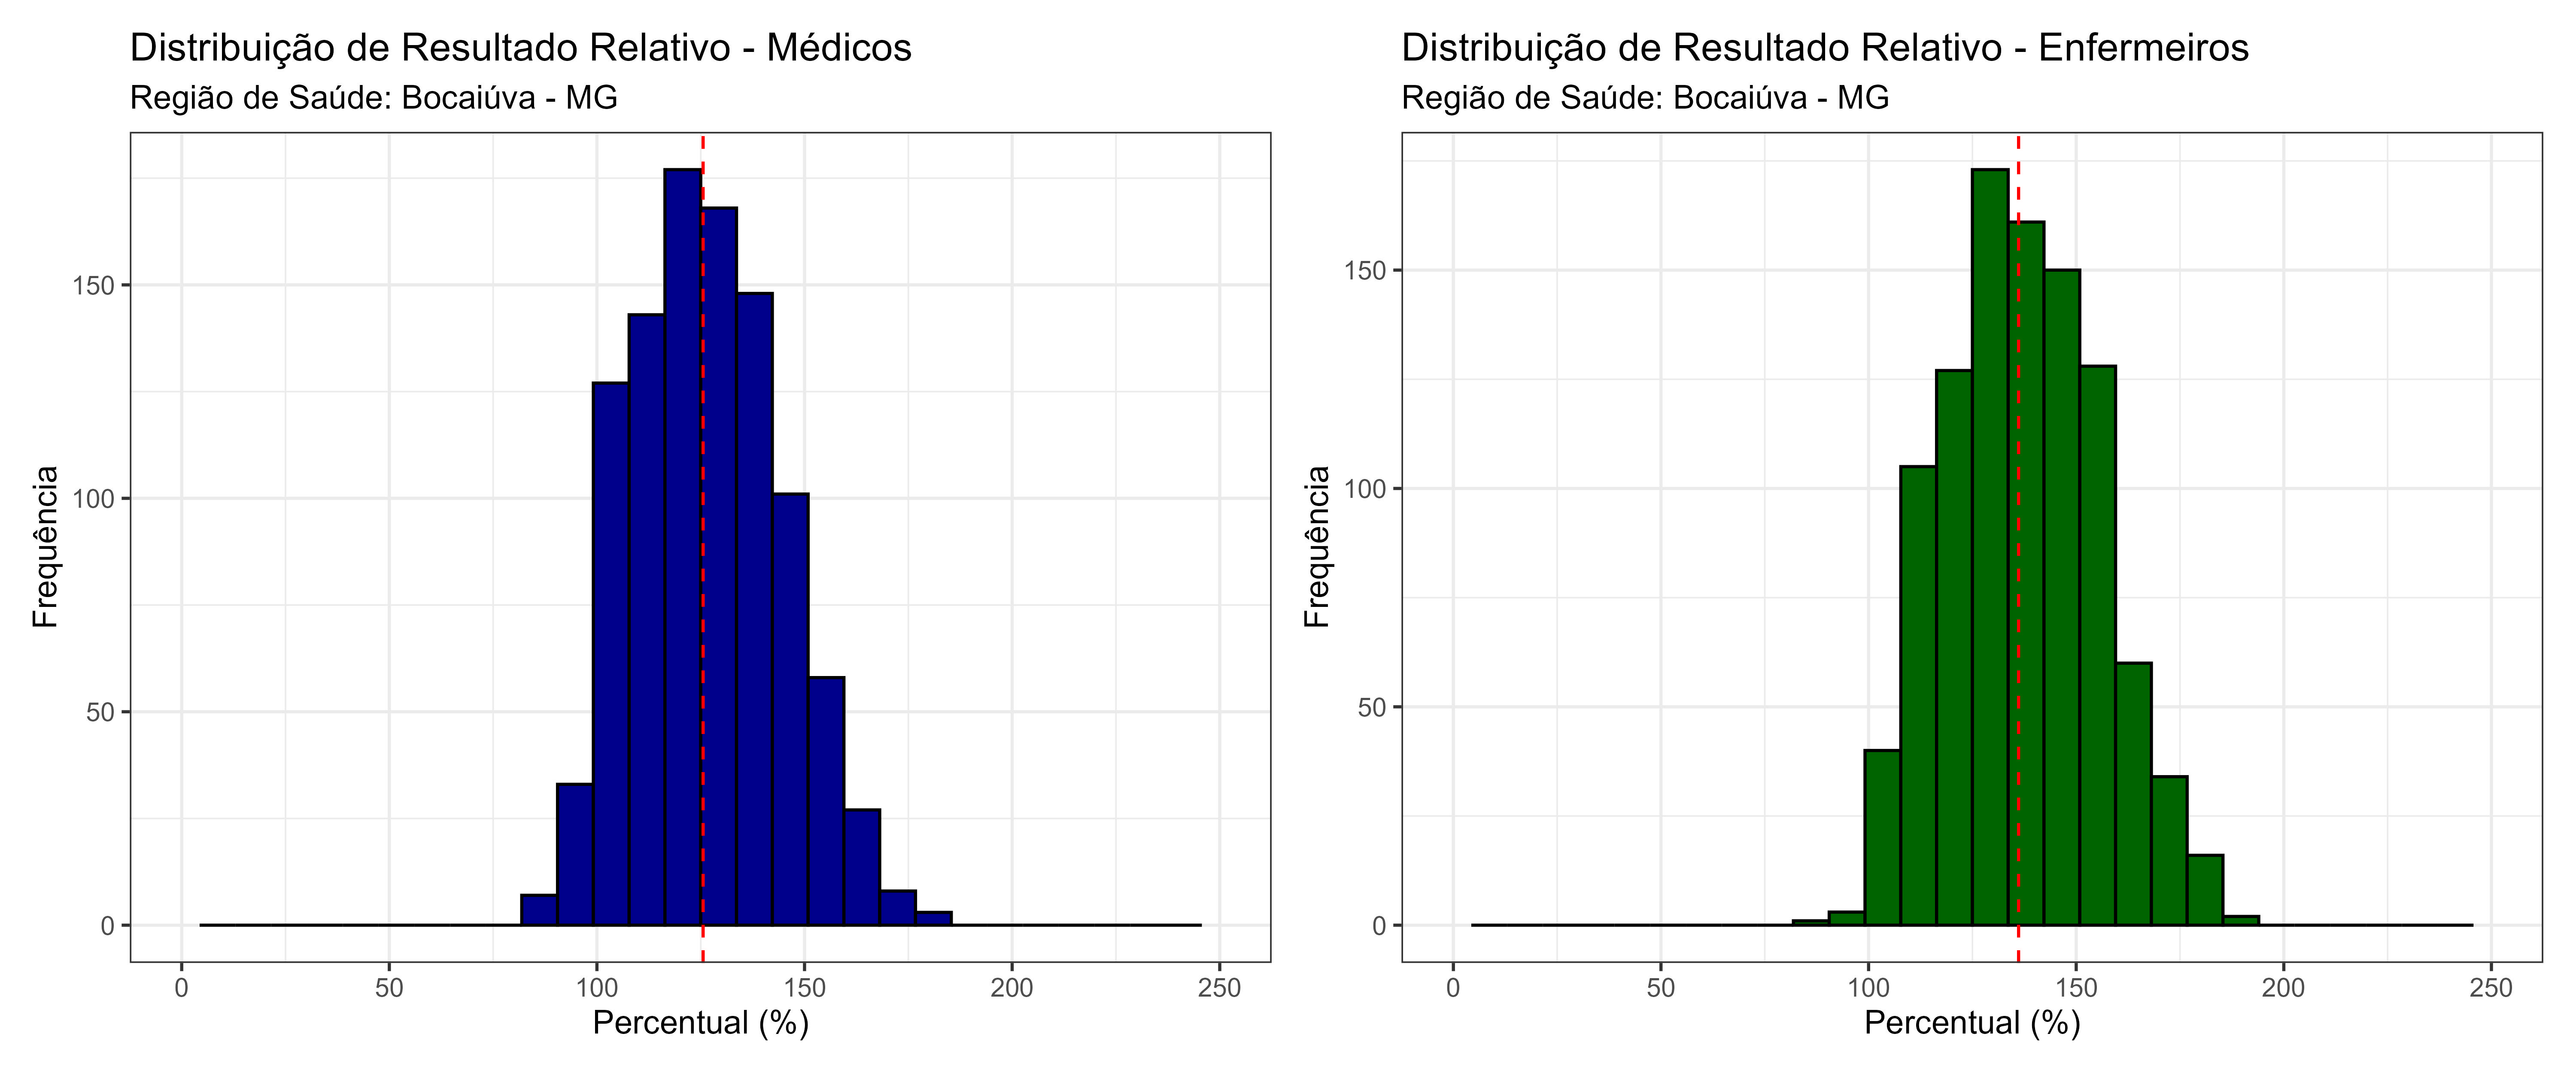 Distribuição de Resultado Relativo - Médicos
Região de Saúde: Bocaiúva - MG
Frequência
150
100
50
0
0 50 100 150 200 250
Percentual (%)
Distribuição de Resultado Relativo - Enfermeiros
Região de Saúde: Bocaiúva - MG
Frequência
150
100
50
0
0 50 100 150 200 250
Percentual (%)